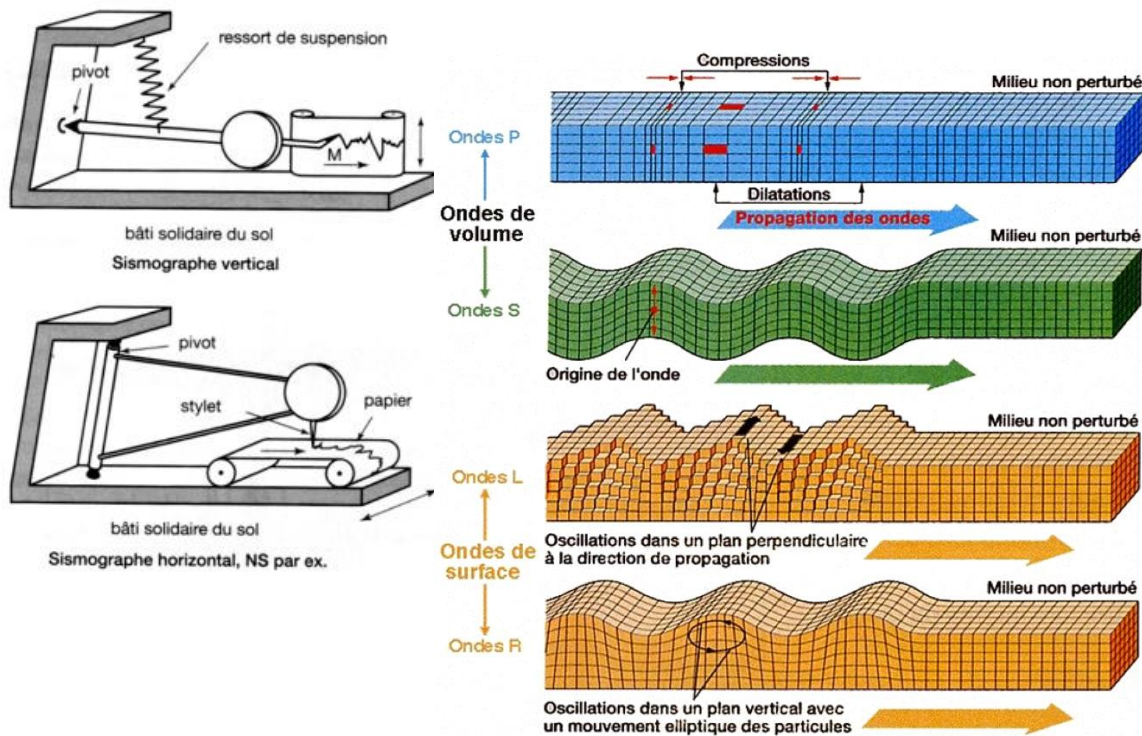 ressort de suspension
pivot
M
bâti solidaire du sol
Sismographe vertical
pivot
stylet
papier
bâti solidaire du sol
Sismographe horizontal, NS par ex.
Ondes P
Ondes de
volume
Ondes S
Ondes L
Ondes de
surface
Ondes R
Compressions
Milieu non perturbé
Dilatations
Propagation des ondes
Milieu non perturbé
Origine de l'onde
Milieu non perturbé
Oscillations dans un plan perpendiculaire
à la direction de propagation
Milieu non perturbé
Oscillations dans un plan vertical avec
un mouvement elliptique des particules